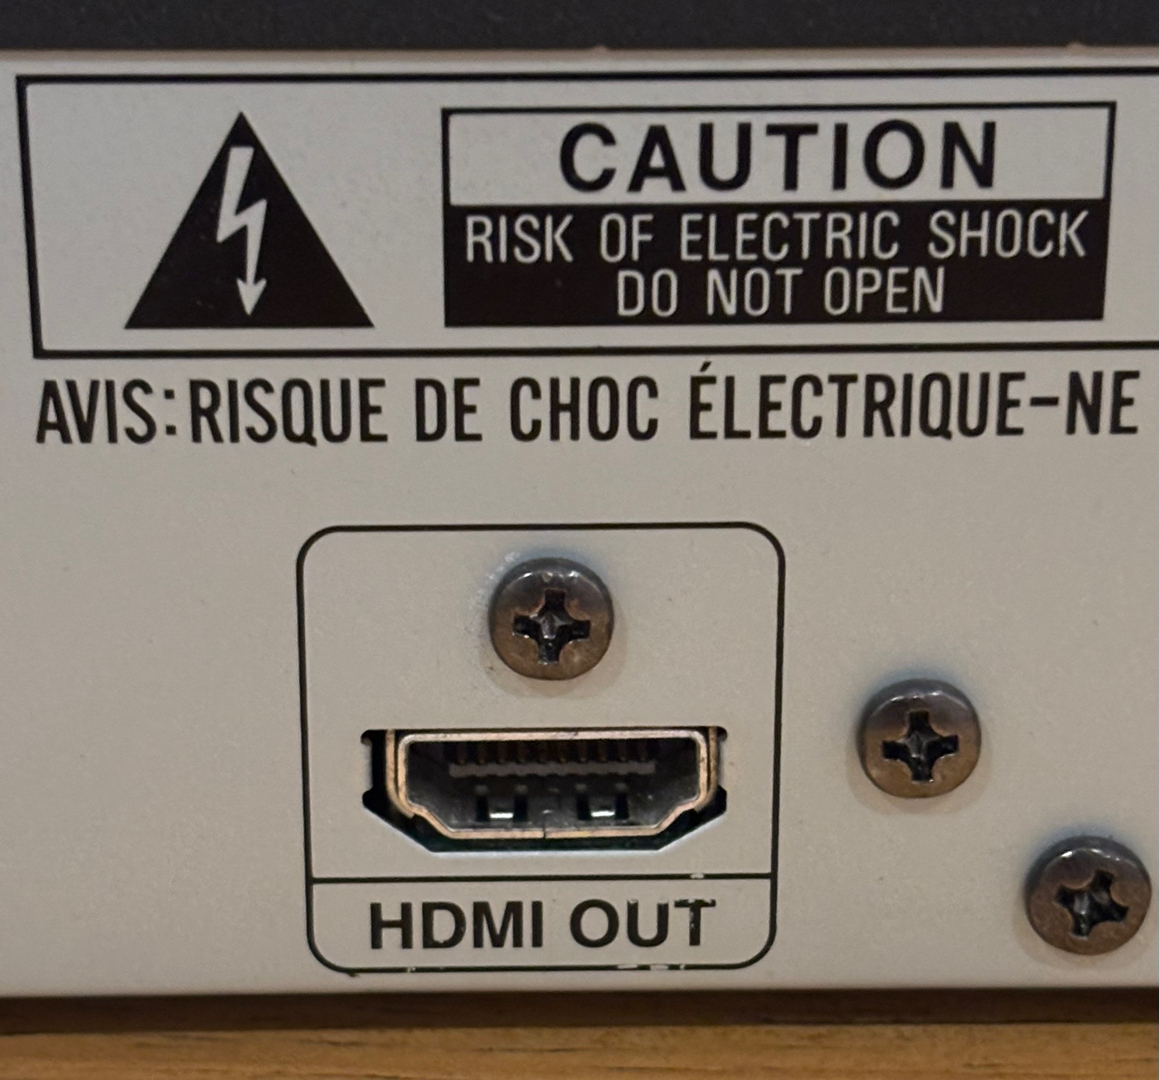 CAUTION
RISK OF ELECTRIC SHOCK
DO NOT OPEN
AVIS:RISQUE DE CHOC ÉLECTRIQUE-NE
HDMI OUT